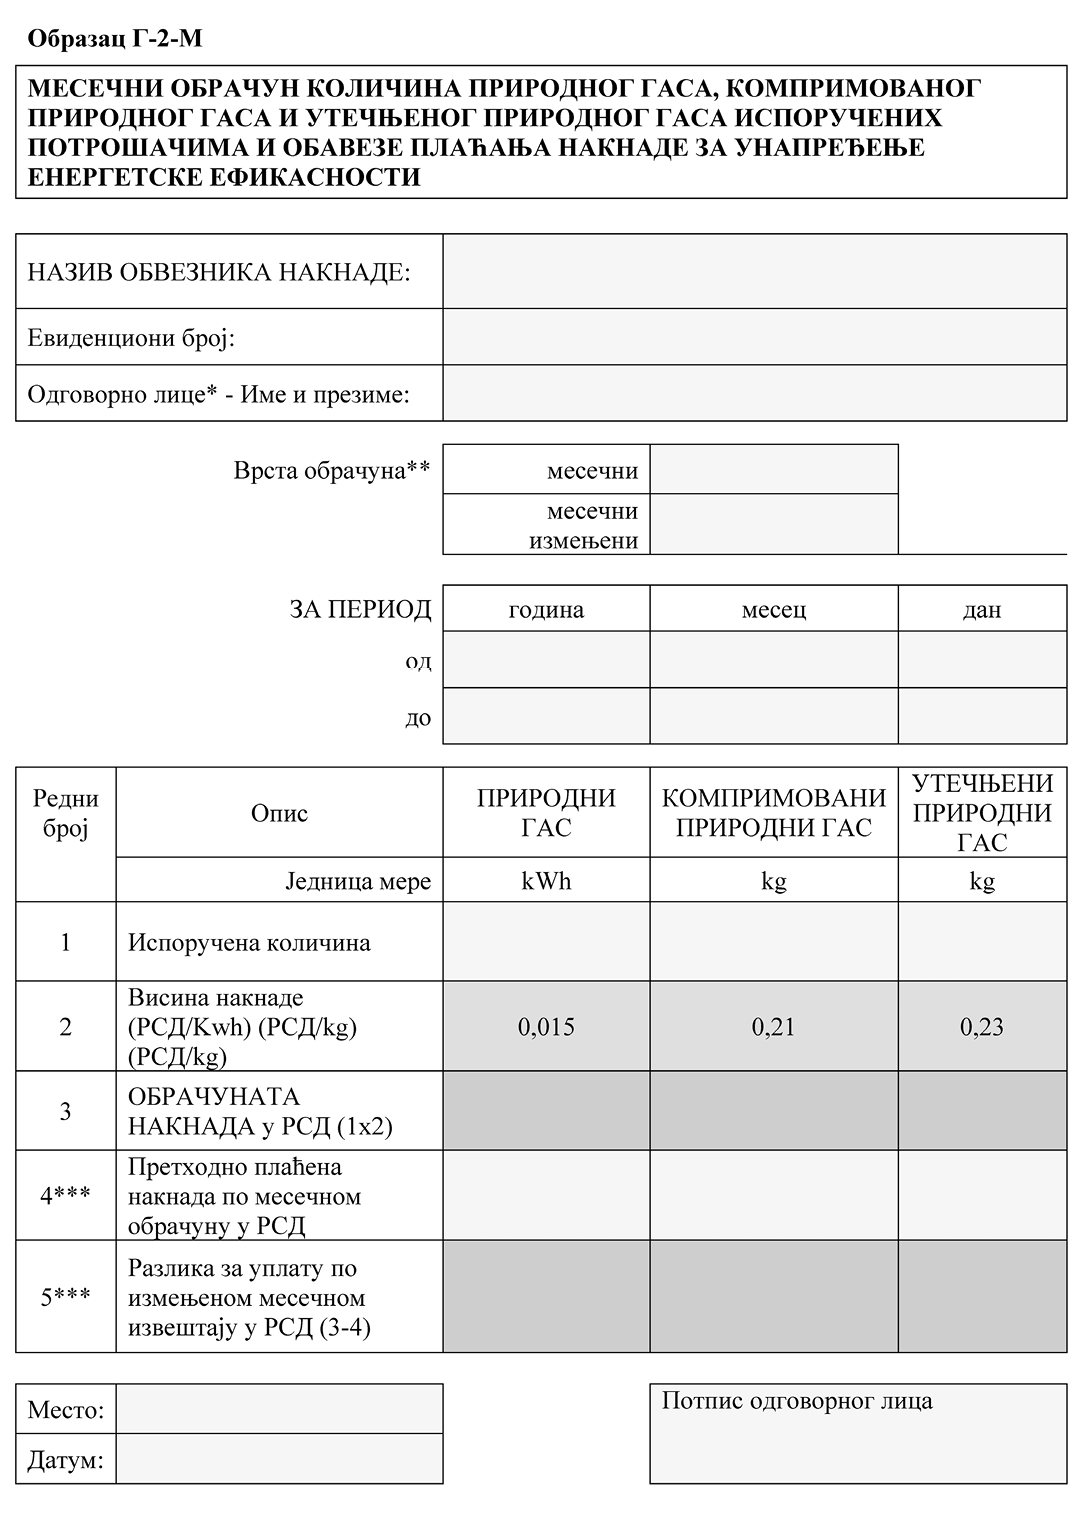 Образац Г-2-М
МЕСЕЧНИ ОБРАЧУН КОЛИЧИНА ПРИРОДНОГ ГАСА, КОМПРИМОВАНОГ
ПРИРОДНОГ ГАСА И УТЕЧЊЕНОГ ПРИРОДНОГ ГАСА ИСПОРУЧЕНИХ
ПОТРОШАЧИМА И ОБАВЕЗЕ ПЛАЋАЊА НАКНАДЕ ЗА УНАПРЕЂЕЊЕ
ЕНЕРГЕТСКЕ ЕФИКАСНОСТИ
НАЗИВ ОБВЕЗНИКА НАКНАДЕ:
Евиденциони број:
Одговорно лице* - Име и презиме:
Врста обрачуна**
месечни
месечни
измењени
ЗА ПЕРИОД
година
месец
дан
од
до
Редни
број
Опис
ПРИРОДНИ
ГАС
КОМПРИМОВАНИ
ПРИРОДНИ ГАС
УТЕЧЊЕНИ
ПРИРОДНИ
ГАС
Јединица мере
kWh
kg
kg
1
Испоручена количина
2
Висина накнаде
(РСД/Kwh) (РСД/kg)
(РСД/kg)
0,015
0,21
0,23
3
ОБРАЧУНАТА
НАКНАДА у РСД (1x2)
4***
Претходно плаћена
накнада по месечном
обрачуну у РСД
5***
Разлика за уплату по
измењеном месечном
извештају у РСД (3-4)
Место:
Датум:
Потпис одговорног лица